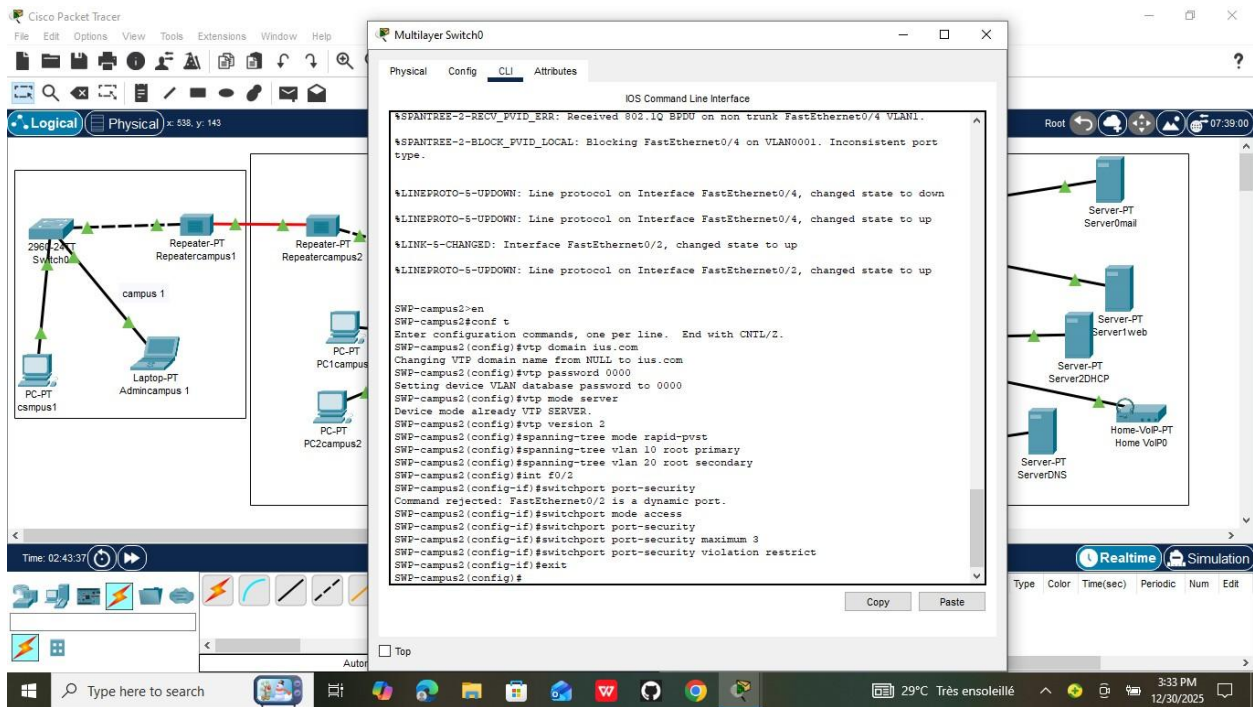 Cisco Packet Tracer
File Edit Options View Tools Extensions Window Help
Logical Physical x: 538, y: 143
Root 07:39:00
2960-24TT
Switch0
Repeater-PT
Repeatercampus1
Repeater-PT
Repeatercampus2
campus 1
PC-PT
csmpus1
Laptop-PT
Admincampus 1
PC-PT
PC1campus
PC-PT
PC2campus2
Multilayer Switch0
Physical Config CLI Attributes
IOS Command Line Interface
%SPANTREE-2-RECV_PVID_ERR: Received 802.1Q BPDU on non trunk FastEthernet0/4 VLAN1.
%SPANTREE-2-BLOCK_PVID_LOCAL: Blocking FastEthernet0/4 on VLAN0001. Inconsistent port
type.
%LINEPROTO-5-UPDOWN: Line protocol on Interface FastEthernet0/4, changed state to down
%LINEPROTO-5-UPDOWN: Line protocol on Interface FastEthernet0/4, changed state to up
%LINK-5-CHANGED: Interface FastEthernet0/2, changed state to up
%LINEPROTO-5-UPDOWN: Line protocol on Interface FastEthernet0/2, changed state to up
SWP-campus2>en
SWP-campus2#conf t
Enter configuration commands, one per line. End with CNTL/Z.
SWP-campus2(config)#vtp domain ius.com
Changing VTP domain name from NULL to ius.com
SWP-campus2(config)#vtp password 0000
Setting device VLAN database password to 0000
SWP-campus2(config)#vtp mode server
Device mode already VTP SERVER.
SWP-campus2(config)#vtp version 2
SWP-campus2(config)#spanning-tree mode rapid-pvst
SWP-campus2(config)#spanning-tree vlan 10 root primary
SWP-campus2(config)#spanning-tree vlan 20 root secondary
SWP-campus2(config)#int f0/2
SWP-campus2(config-if)#switchport port-security
Command rejected: FastEthernet0/2 is a dynamic port.
SWP-campus2(config-if)#switchport mode access
SWP-campus2(config-if)#switchport port-security
SWP-campus2(config-if)#switchport port-security maximum 3
SWP-campus2(config-if)#switchport port-security violation restrict
SWP-campus2(config-if)#exit
SWP-campus2(config)#
Copy Paste
Top
Server-PT
Server0mail
Server-PT
Server1web
Server-PT
Server2DHCP
Home-VoIP-PT
Home VoIP0
Server-PT
ServerDNS
Time: 02:43:37
Realtime Simulation
Type Color Time(sec) Periodic Num Edit
Autor
Type here to search
29°C Très ensoleillé
3:33 PM
12/30/2025